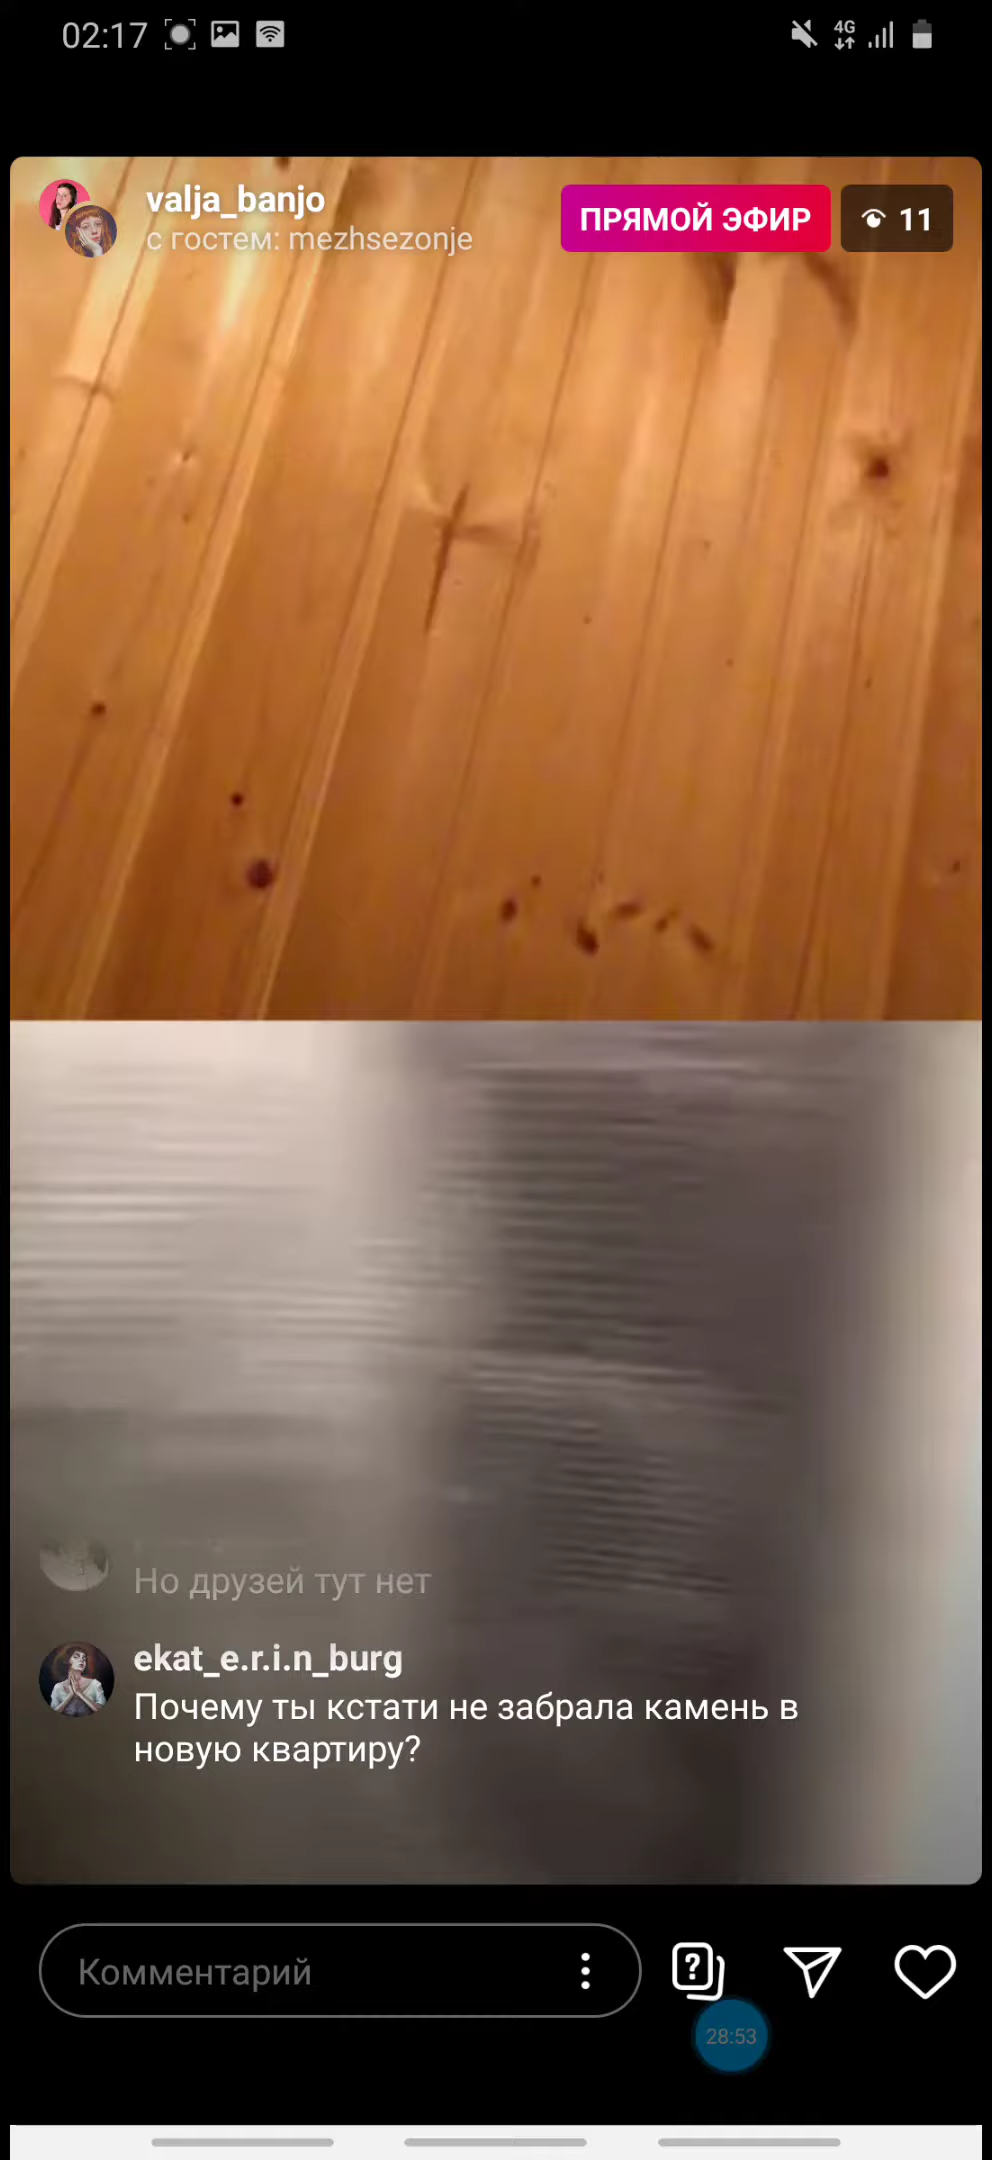 02:17
4G
valja_banjo
с гостем: mezhsezonje
ПРЯМОЙ ЭФИР
11
Но друзей тут нет
ekat_e.r.i.n_burg
Почему ты кстати не забрала камень в
новую квартиру?
Комментарий
?
28:53